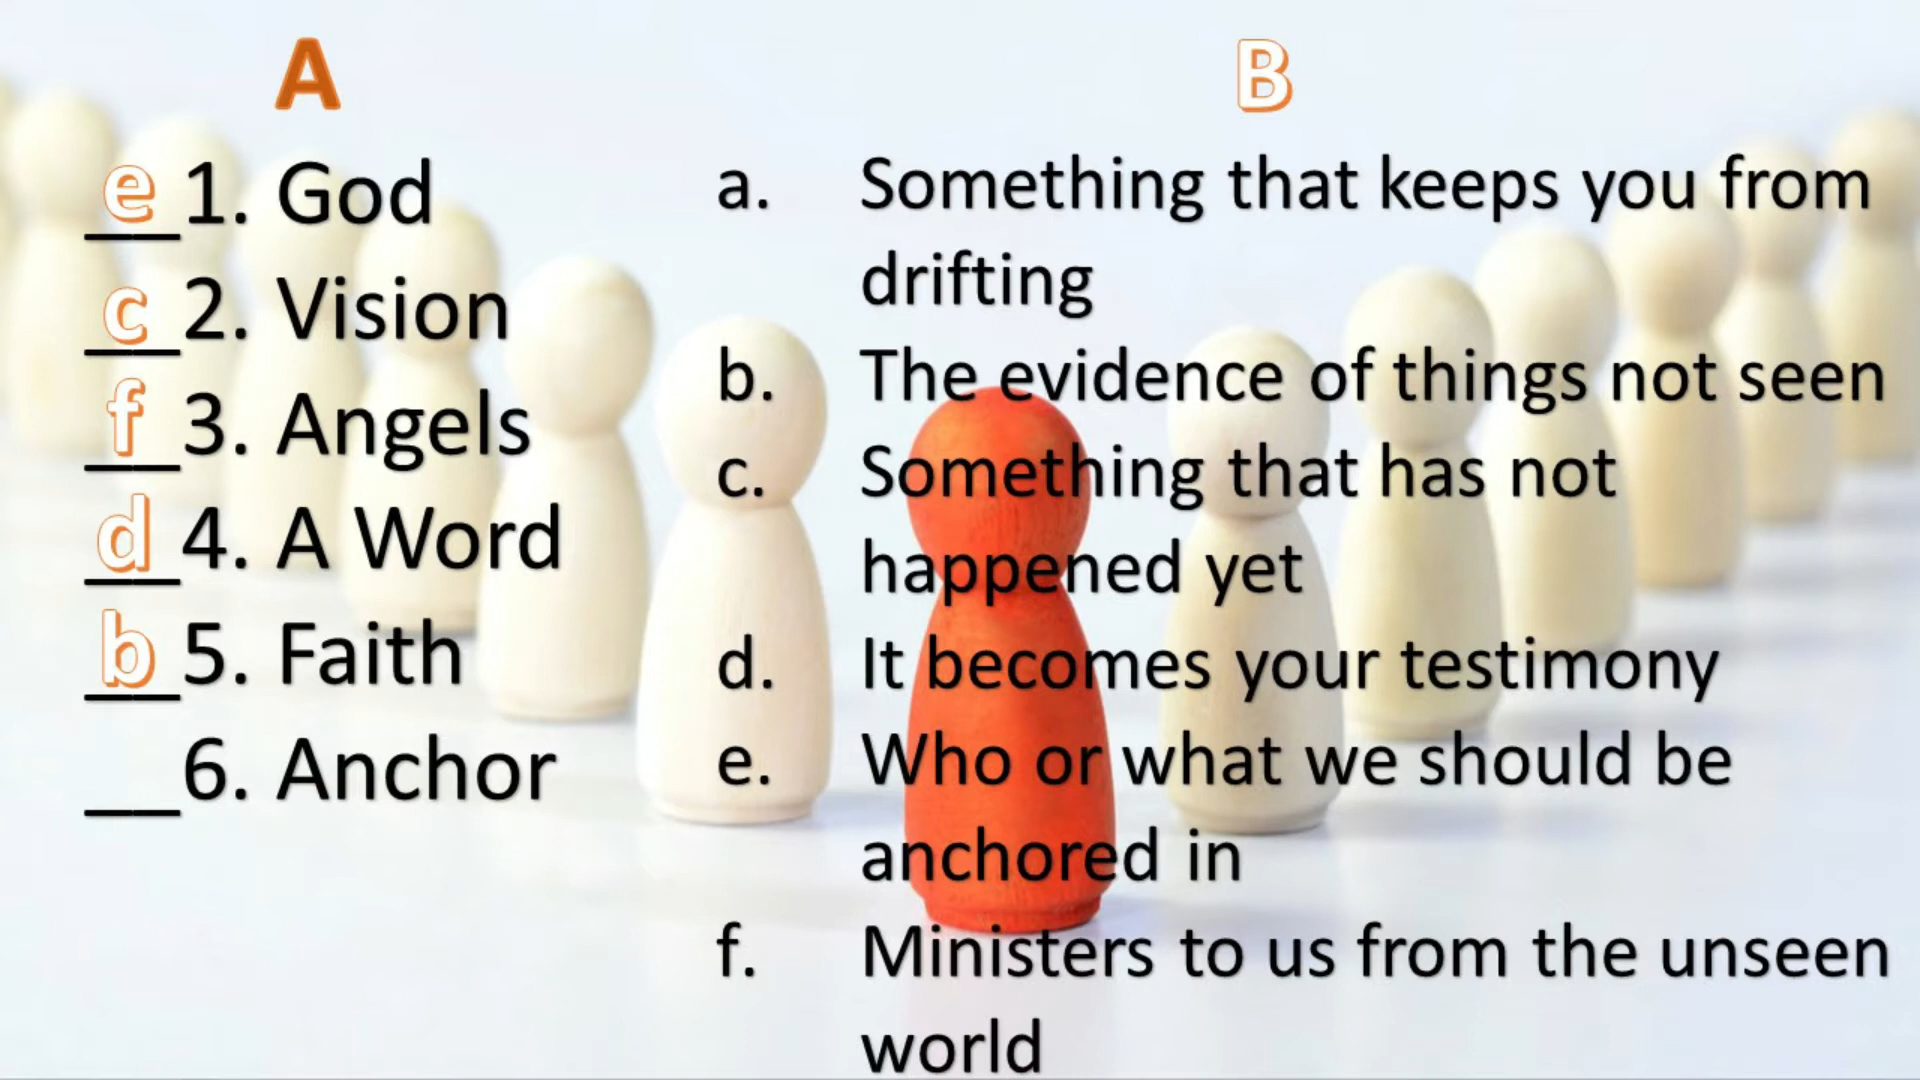 A
e 1. God
c 2. Vision
f 3. Angels
d 4. A Word
b 5. Faith
__6. Anchor
B
a. Something that keeps you from
drifting
b. The evidence of things not seen
c. Something that has not
happened yet
d. It becomes your testimony
e. Who or what we should be
anchored in
f. Ministers to us from the unseen
world